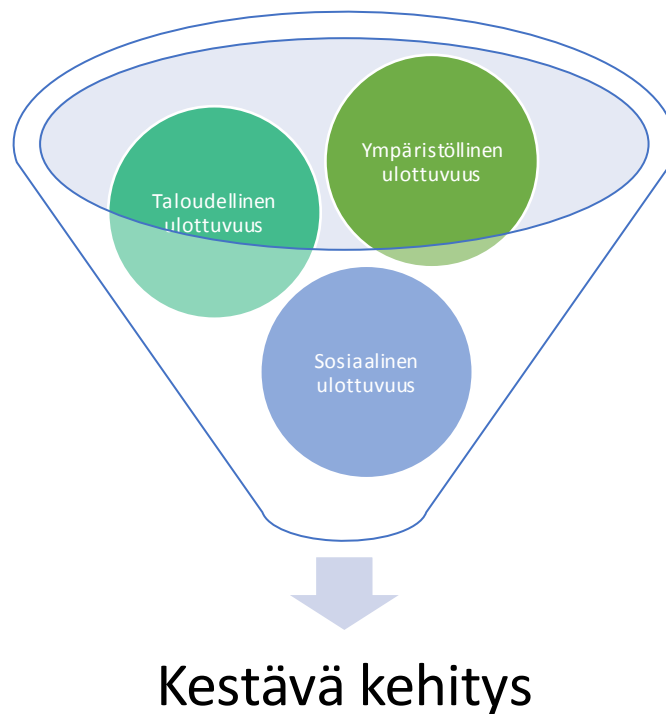 Ympäristöllinen
ulottuvuus
Taloudellinen
ulottuvuus
Sosiaalinen
ulottuvuus
Kestävä kehitys